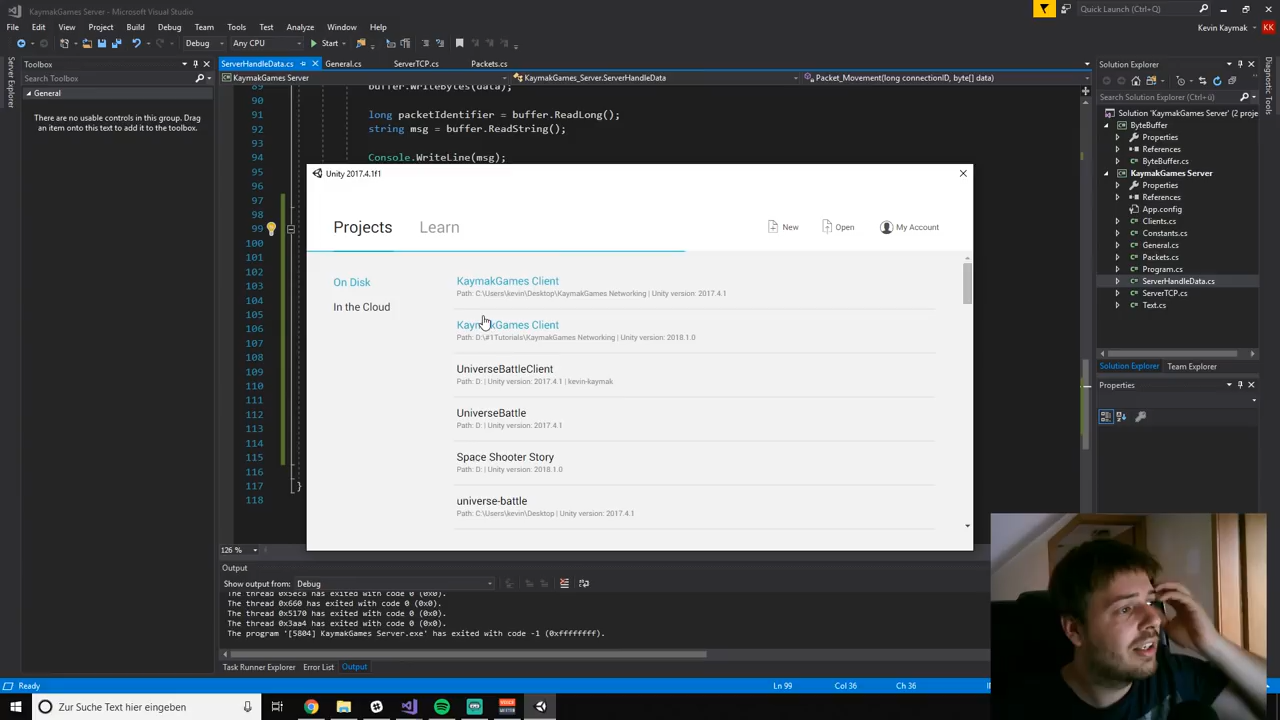 KaymakGames Server - Microsoft Visual Studio
Quick Launch (Ctrl+Q)
File Edit View Project Build Debug Team Tools Test Analyze Window Help
Kevin Kaymak KK
Debug Any CPU Start
Server Explorer
Toolbox
Search Toolbox
General
There are no usable controls in this group. Drag
an item onto this text to add it to the toolbox.
ServerHandleData.cs General.cs ServerTCP.cs Packets.cs
KaymakGames Server KaymakGames_Server.ServerHandleData Packet_Movement(long connectionID, byte[] data)
89 buffer.WriteBytes(data);
90
91 long packetIdentifier = buffer.ReadLong();
92 string msg = buffer.ReadString();
93
94 Console.WriteLine(msg);
95
96
97
98
99
100
101
102
103
104
105
106
107
108
109
110
111
112
113
114
115
116
117 }
118
Unity 2017.4.1f1
Projects Learn New Open My Account
On Disk
In the Cloud
KaymakGames Client
Path: C:\Users\kevin\Desktop\KaymakGames Networking | Unity version: 2017.4.1
KaymakGames Client
Path: D:\#1Tutorials\KaymakGames Networking | Unity version: 2018.1.0
UniverseBattleClient
Path: D: | Unity version: 2017.4.1 | kevin-kaymak
UniverseBattle
Path: D: | Unity version: 2017.4.1
Space Shooter Story
Path: D: | Unity version: 2018.1.0
universe-battle
Path: C:\Users\kevin\Desktop | Unity version: 2017.4.1
126 %
Output
Show output from: Debug
The thread 0x5ec8 has exited with code 0 (0x0).
The thread 0x660 has exited with code 0 (0x0).
The thread 0x5170 has exited with code 0 (0x0).
The thread 0x3aa4 has exited with code 0 (0x0).
The program '[5804] KaymakGames Server.exe' has exited with code -1 (0xffffffff).
Task Runner Explorer Error List Output
Solution Explorer
Search Solution Explorer
Solution 'KaymakGames Server' (2 proje
ByteBuffer
Properties
References
ByteBuffer.cs
KaymakGames Server
Properties
References
App.config
Clients.cs
Constants.cs
General.cs
Packets.cs
Program.cs
ServerHandleData.cs
ServerTCP.cs
Solution Explorer Team Explorer
Properties
Diagnostic Tools
Ready Ln 99 Col 36 Ch 36
Zur Suche Text hier eingeben